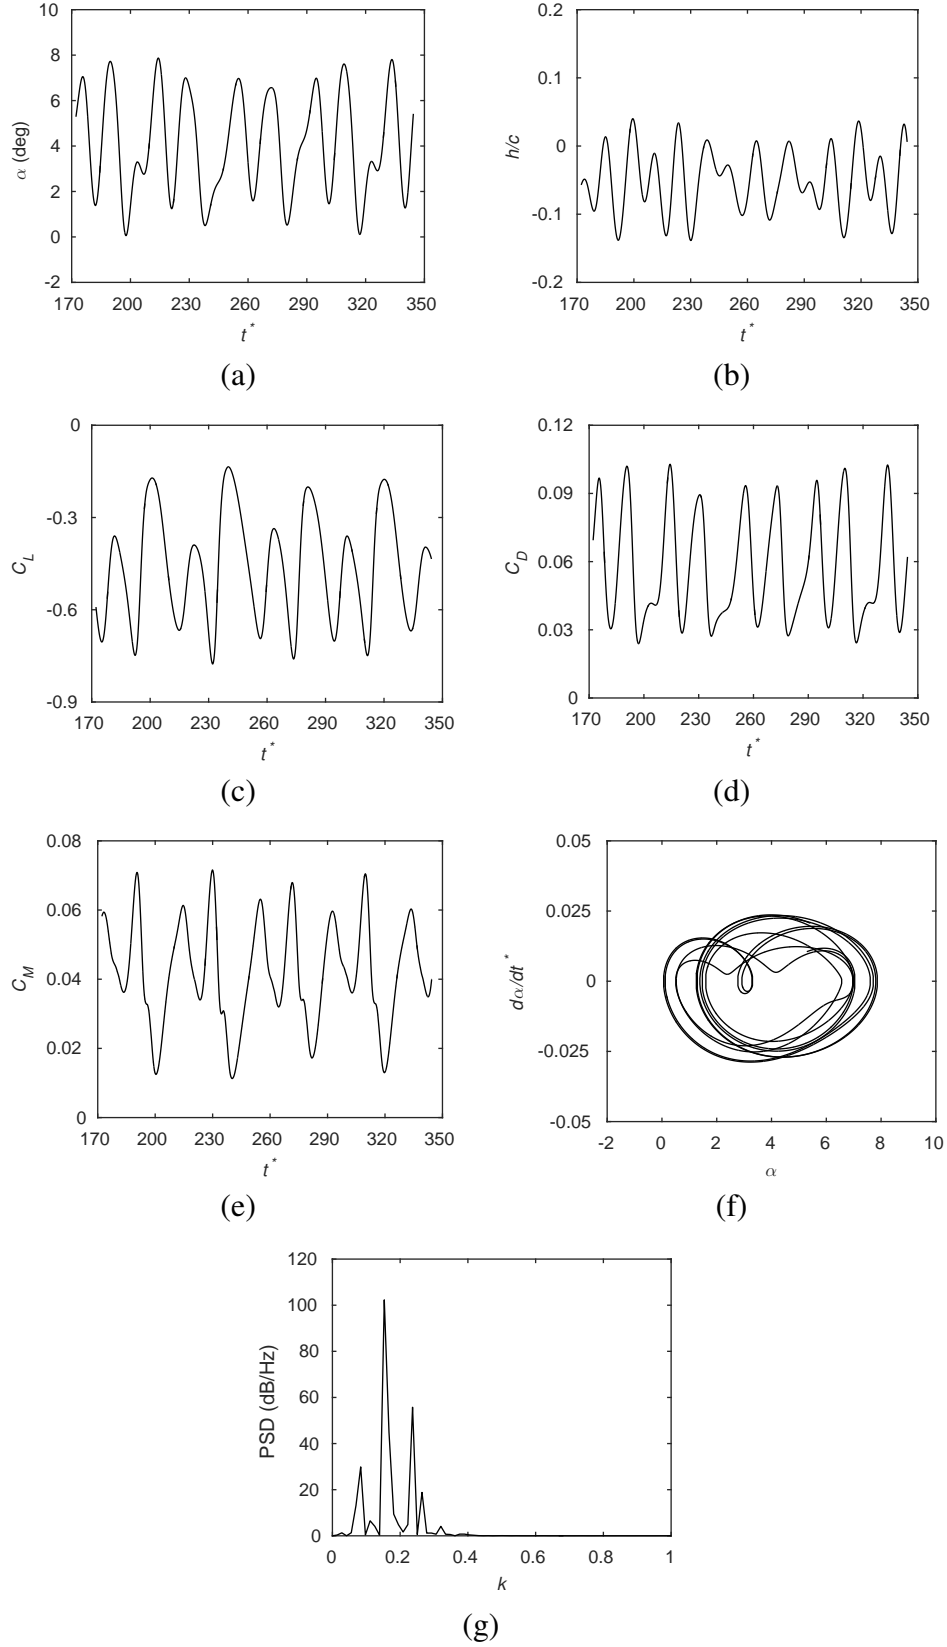 10
8
6
4
2
0
-2
α (deg)
170 200 230 260 290 320 350
t*
(a)
0.2
0.1
0
-0.1
-0.2
h/c
170 200 230 260 290 320 350
t*
(b)
0
-0.3
-0.6
-0.9
C_L
170 200 230 260 290 320 350
t*
(c)
0.12
0.09
0.06
0.03
0
C_D
170 200 230 260 290 320 350
t*
(d)
0.08
0.06
0.04
0.02
0
C_M
170 200 230 260 290 320 350
t*
(e)
0.05
0.025
0
-0.025
-0.05
dα/dt*
-2 0 2 4 6 8 10
α
(f)
120
100
80
60
40
20
0
PSD (dB/Hz)
0 0.2 0.4 0.6 0.8 1
k
(g)